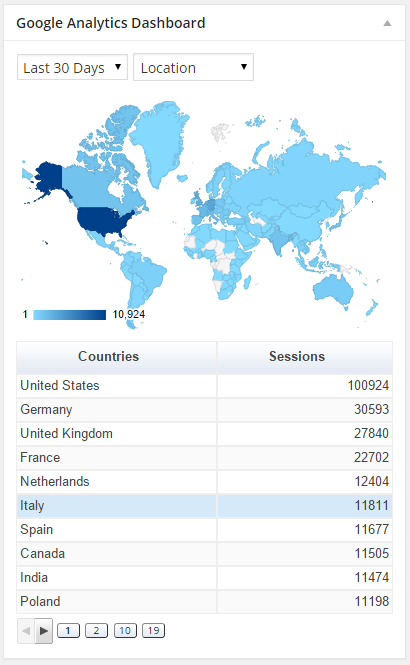 Google Analytics Dashboard
Last 30 Days Location
1 10,924
Countries Sessions
United States 100924
Germany 30593
United Kingdom 27840
France 22702
Netherlands 12404
Italy 11811
Spain 11677
Canada 11505
India 11474
Poland 11198
1 2 10 19